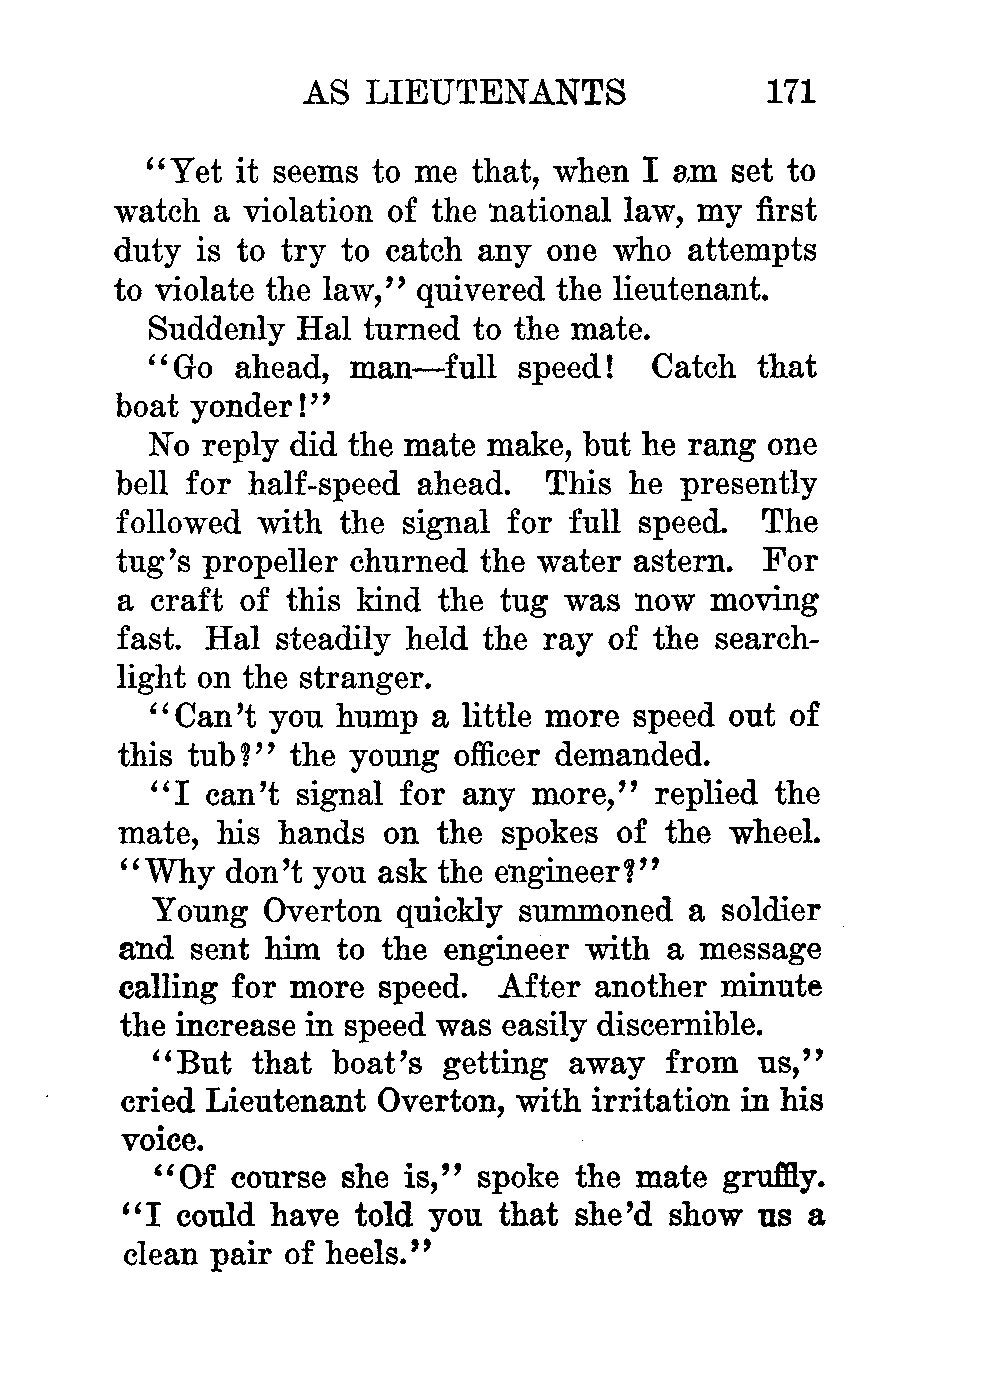 AS LIEUTENANTS 171
“Yet it seems to me that, when I am set to
watch a violation of the national law, my first
duty is to try to catch any one who attempts
to violate the law,” quivered the lieutenant.
Suddenly Hal turned to the mate.
“Go ahead, man—full speed! Catch that
boat yonder!”
No reply did the mate make, but he rang one
bell for half-speed ahead. This he presently
followed with the signal for full speed. The
tug’s propeller churned the water astern. For
a craft of this kind the tug was now moving
fast. Hal steadily held the ray of the search-
light on the stranger.
“Can’t you hump a little more speed out of
this tub?” the young officer demanded.
“I can’t signal for any more,” replied the
mate, his hands on the spokes of the wheel.
“Why don’t you ask the engineer?”
Young Overton quickly summoned a soldier
and sent him to the engineer with a message
calling for more speed. After another minute
the increase in speed was easily discernible.
“But that boat’s getting away from us,”
cried Lieutenant Overton, with irritation in his
voice.
“Of course she is,” spoke the mate gruffly.
“I could have told you that she’d show us a
clean pair of heels.”